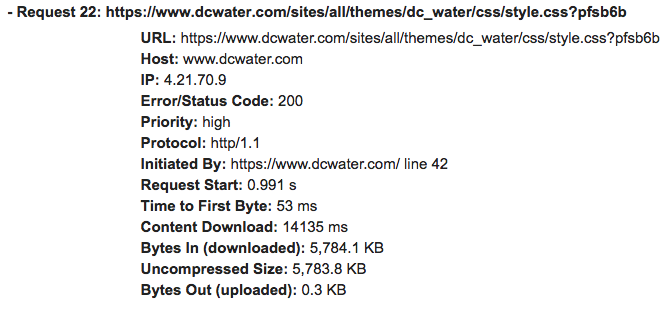 - Request 22: https://www.dcwater.com/sites/all/themes/dc_water/css/style.css?pfsb6b
URL: https://www.dcwater.com/sites/all/themes/dc_water/css/style.css?pfsb6b
Host: www.dcwater.com
IP: 4.21.70.9
Error/Status Code: 200
Priority: high
Protocol: http/1.1
Initiated By: https://www.dcwater.com/ line 42
Request Start: 0.991 s
Time to First Byte: 53 ms
Content Download: 14135 ms
Bytes In (downloaded): 5,784.1 KB
Uncompressed Size: 5,783.8 KB
Bytes Out (uploaded): 0.3 KB